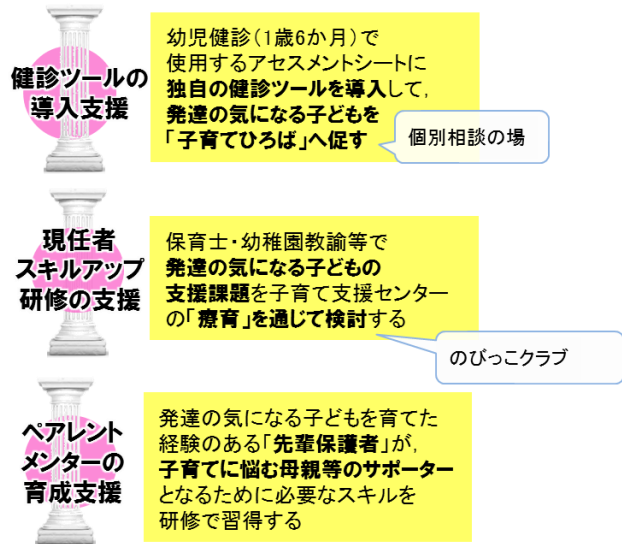 健診ツールの
導入支援
幼児健診(1歳6か月)で
使用するアセスメントシートに
独自の健診ツールを導入して,
発達の気になる子どもを
「子育てひろば」へ促す
個別相談の場
現任者
スキルアップ
研修の支援
保育士・幼稚園教諭等で
発達の気になる子どもの
支援課題を子育て支援センター
の「療育」を通じて検討する
のびっこクラブ
ペアレント
メンターの
育成支援
発達の気になる子どもを育てた
経験のある「先輩保護者」が,
子育てに悩む母親等のサポーター
となるために必要なスキルを
研修で習得する